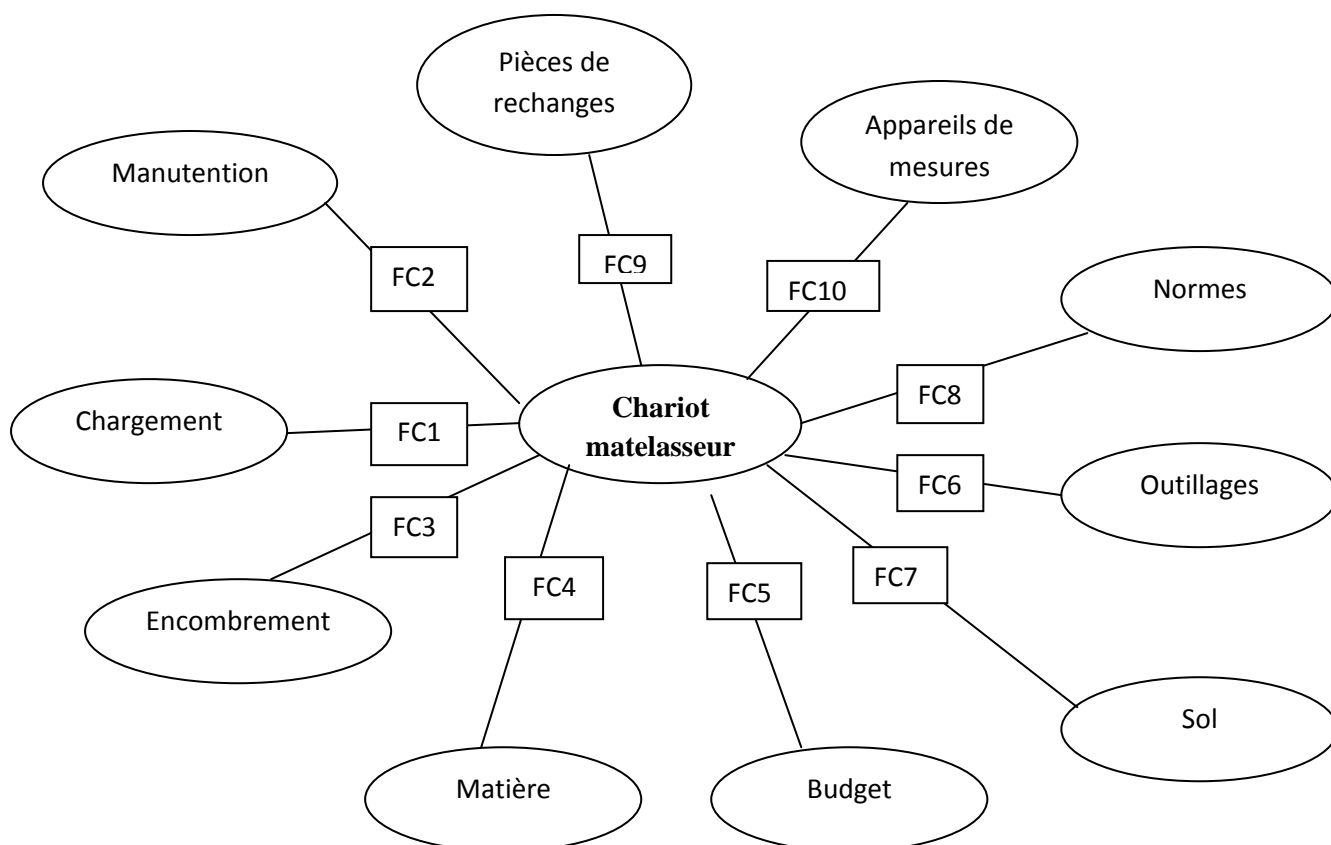 Pièces de
rechanges
Appareils de
mesures
Manutention
FC9
FC2
FC10
Normes
Chariot
matelasseur
FC8
Chargement
FC1
FC6
Outillages
FC3
FC7
FC4
FC5
Encombrement
Sol
Matière
Budget